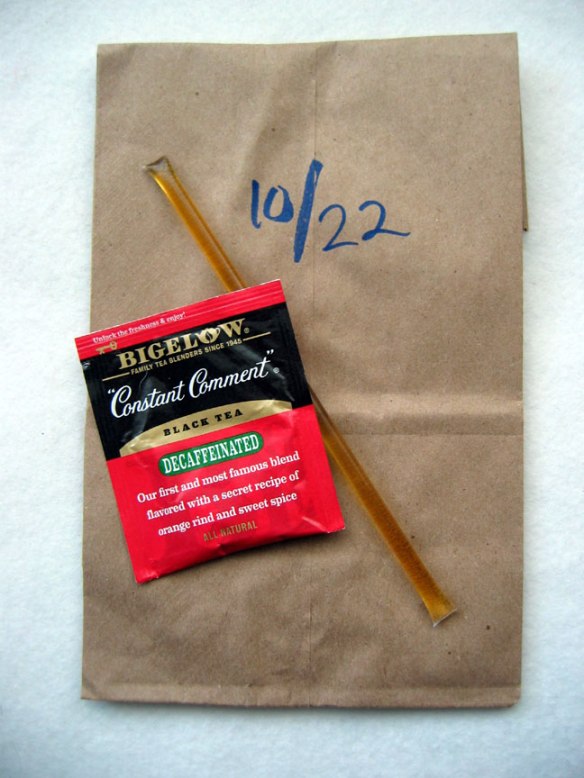 10/22
Unlock the freshness & enjoy!
BIGELOW®
FAMILY TEA BLENDERS SINCE 1945
"Constant Comment"®
BLACK TEA
DECAFFEINATED
Our first and most famous blend
flavored with a secret recipe of
orange rind and sweet spice
ALL NATURAL